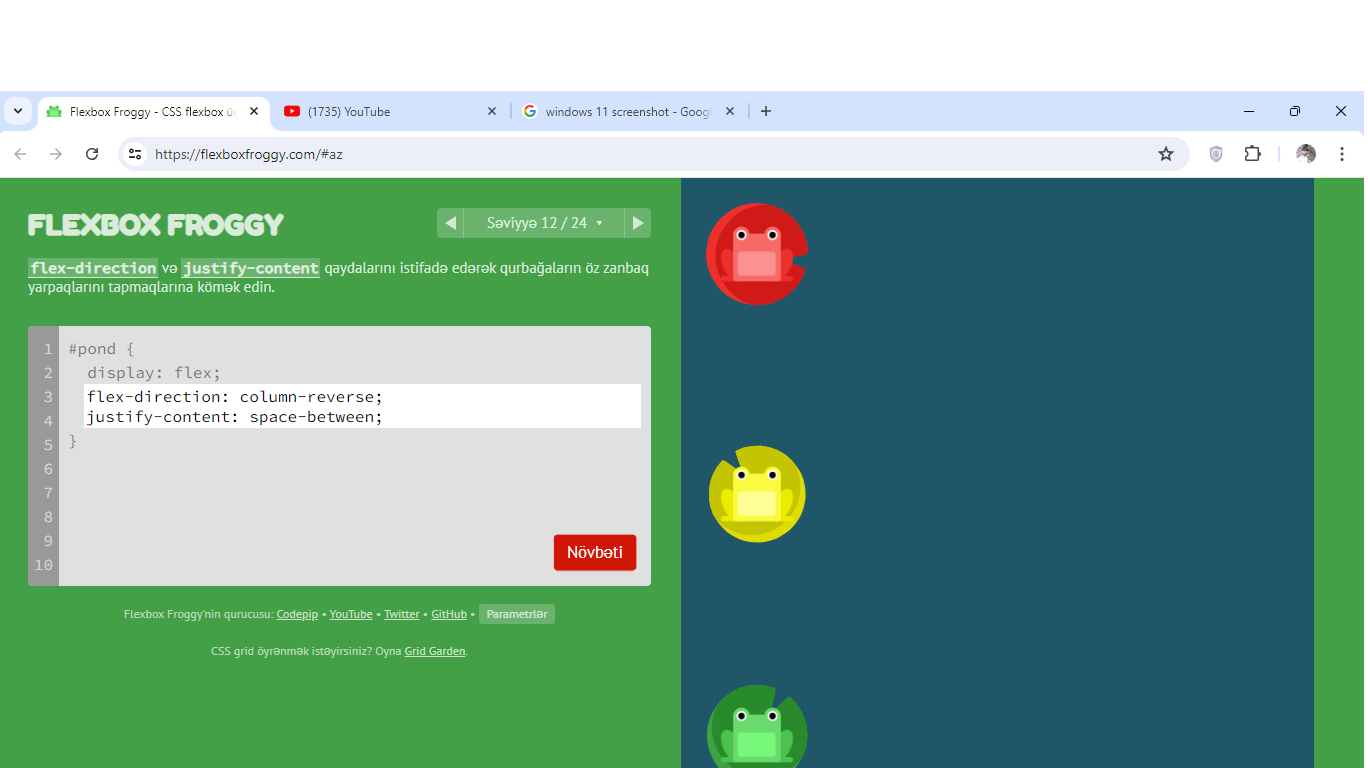 Flexbox Froggy - CSS flexbox üç
(1735) YouTube
windows 11 screenshot - Goog
https://flexboxfroggy.com/#az
FLEXBOX FROGGY
Səviyyə 12 / 24
flex-direction və justify-content qaydalarını istifadə edərək qurbağaların öz zanbaq
yarpaqlarını tapmaqlarına kömək edin.
1 #pond {
2 display: flex;
3 flex-direction: column-reverse;
4 justify-content: space-between;
5 }
6
7
8
9
10
Növbəti
Flexbox Froggy'nin qurucusu: Codepip • YouTube • Twitter • GitHub • Parametrlər
CSS grid öyrənmək istəyirsiniz? Oyna Grid Garden.